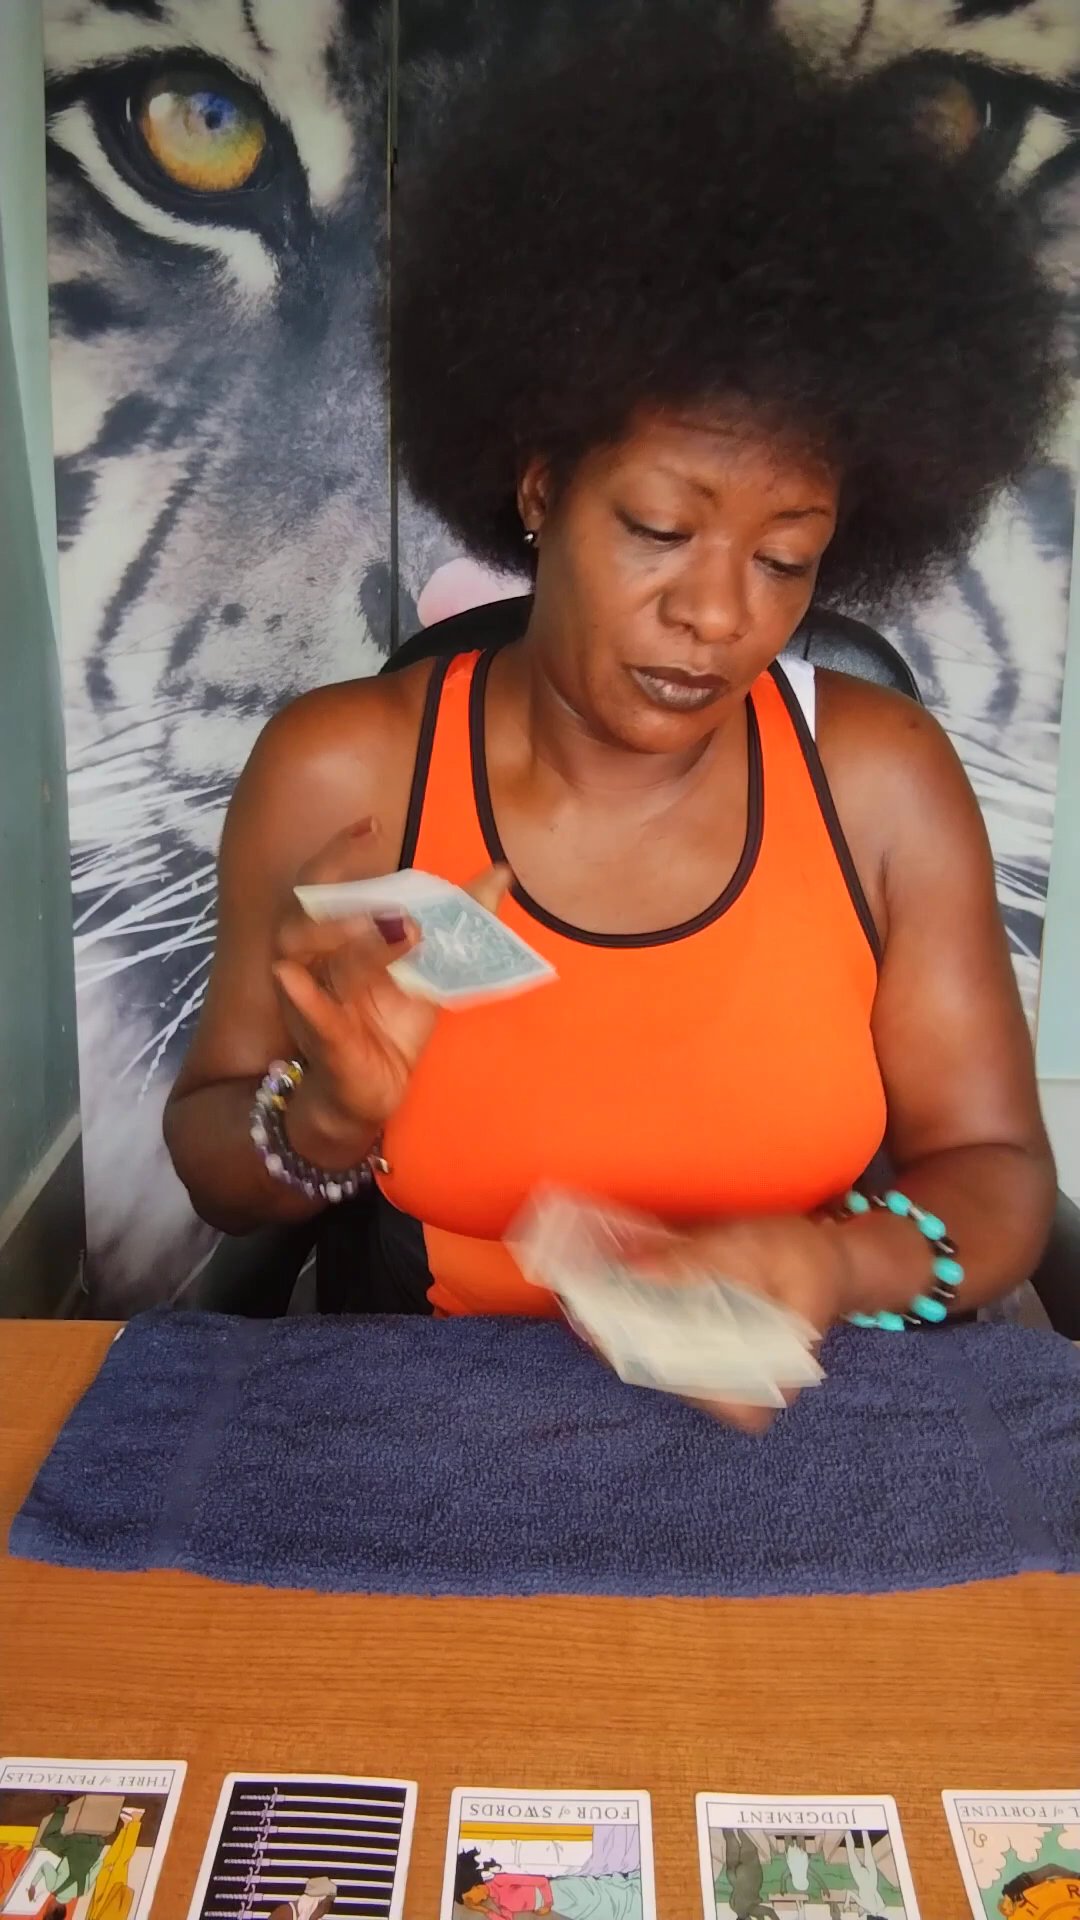 THREE of PENTACLES
FOUR of SWORDS
JUDGEMENT
L of FORTUNE
R